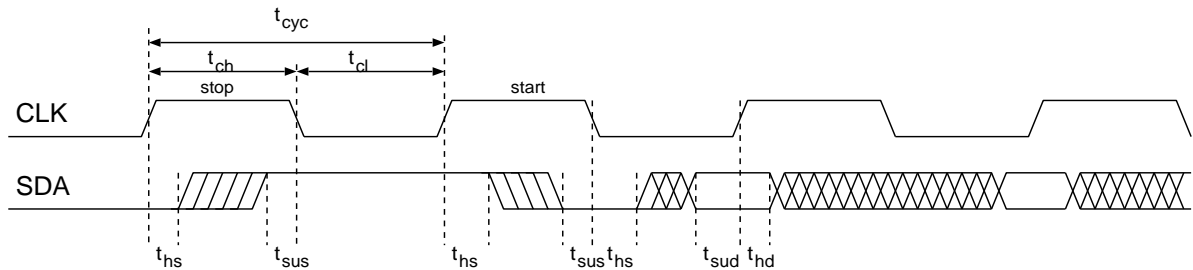 tcyc
tch tcl
stop start
CLK
SDA
ths tsus ths tsus ths tsud thd